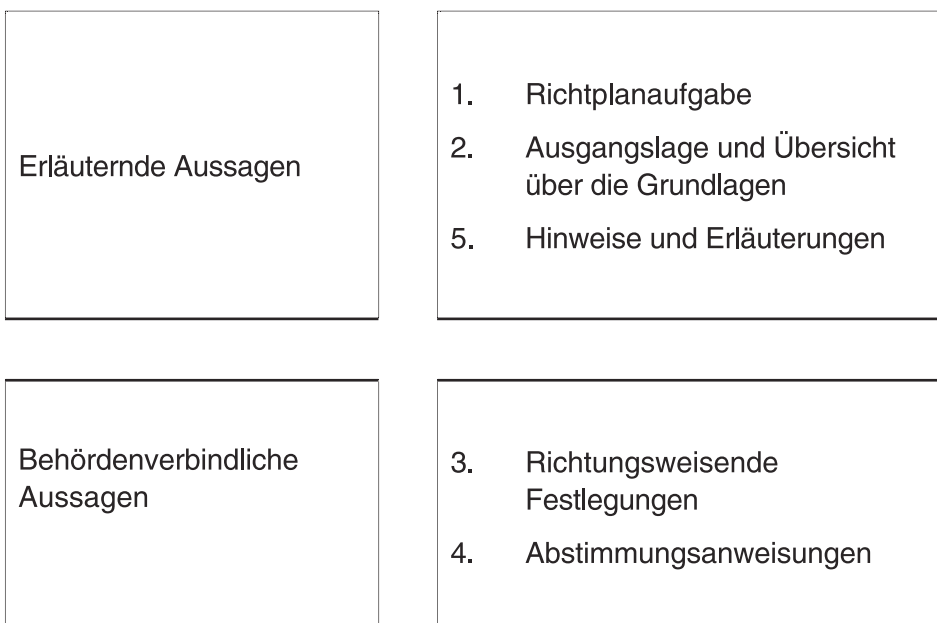 Erläuternde Aussagen
1. Richtplanaufgabe
2. Ausgangslage und Übersicht
über die Grundlagen
5. Hinweise und Erläuterungen
Behördenverbindliche
Aussagen
3. Richtungsweisende
Festlegungen
4. Abstimmungsanweisungen